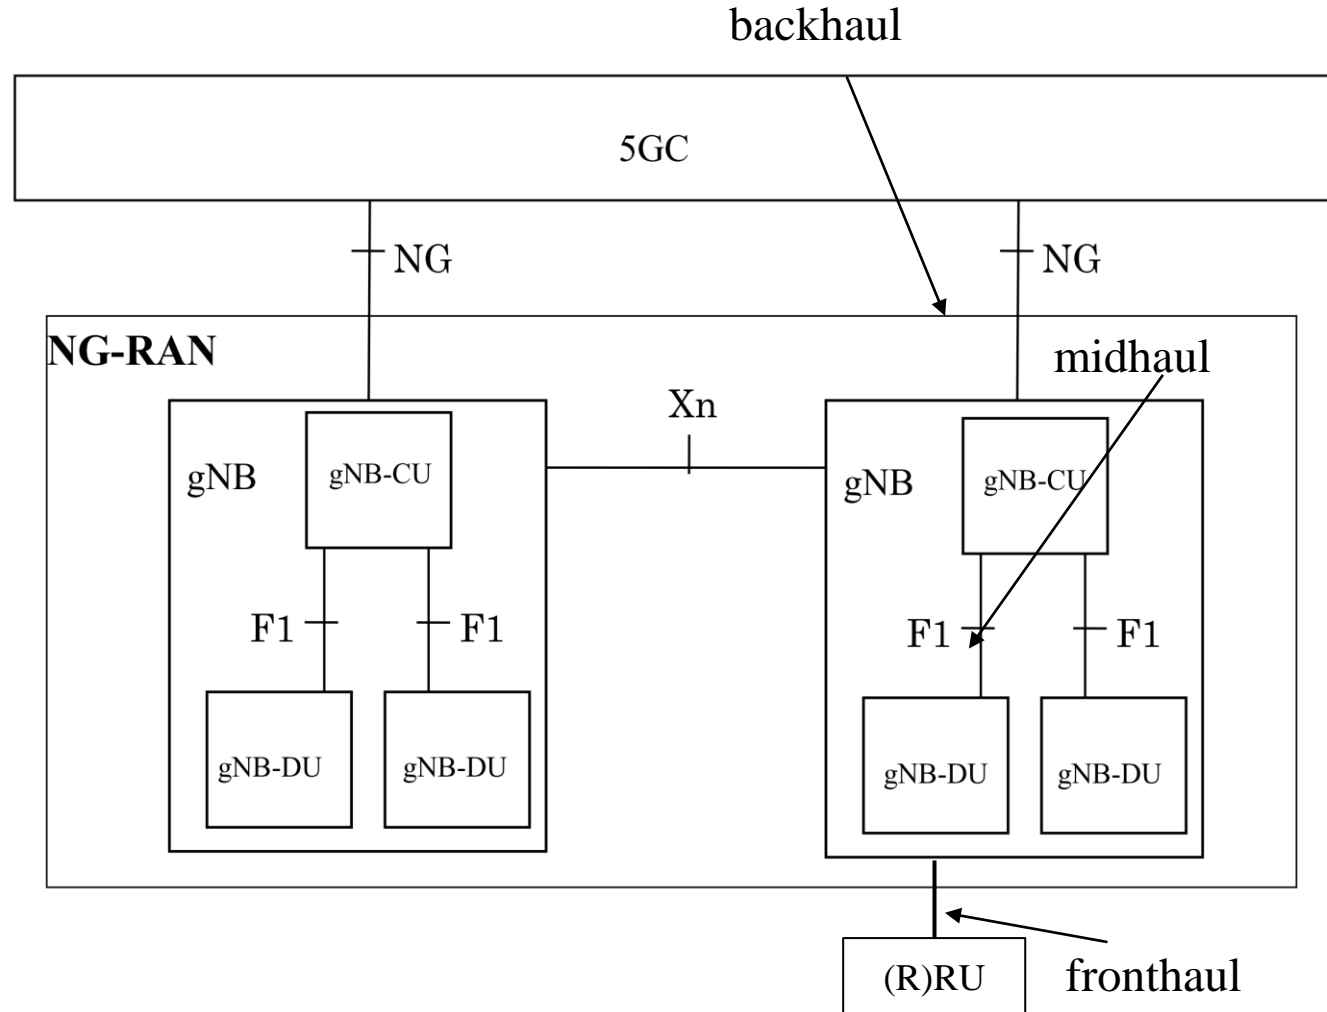 backhaul
5GC
NG
NG
NG-RAN
midhaul
Xn
gNB
gNB-CU
gNB
gNB-CU
F1
F1
F1
F1
gNB-DU
gNB-DU
gNB-DU
gNB-DU
(R)RU
fronthaul